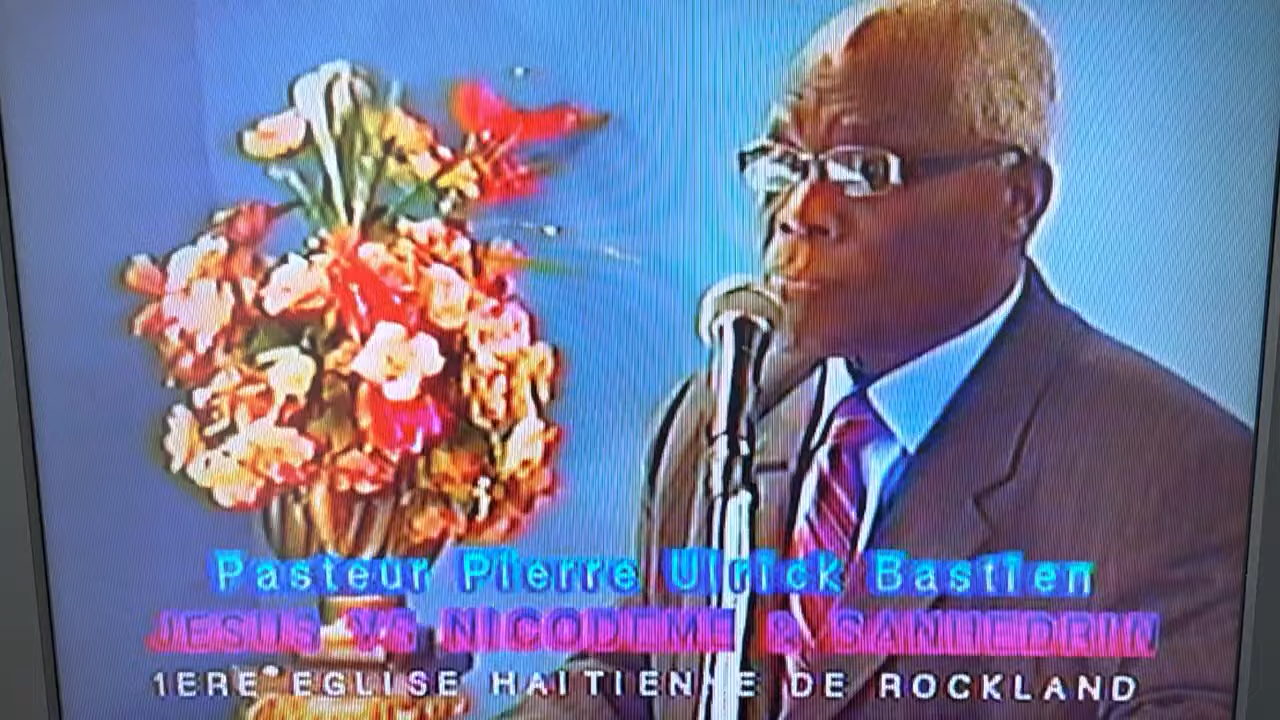 Pasteur Pierre Ulrick Bastien
JESUS VS NICODEME & SANHEDRIN
1ERE EGLISE HAITIENNE DE ROCKLAND